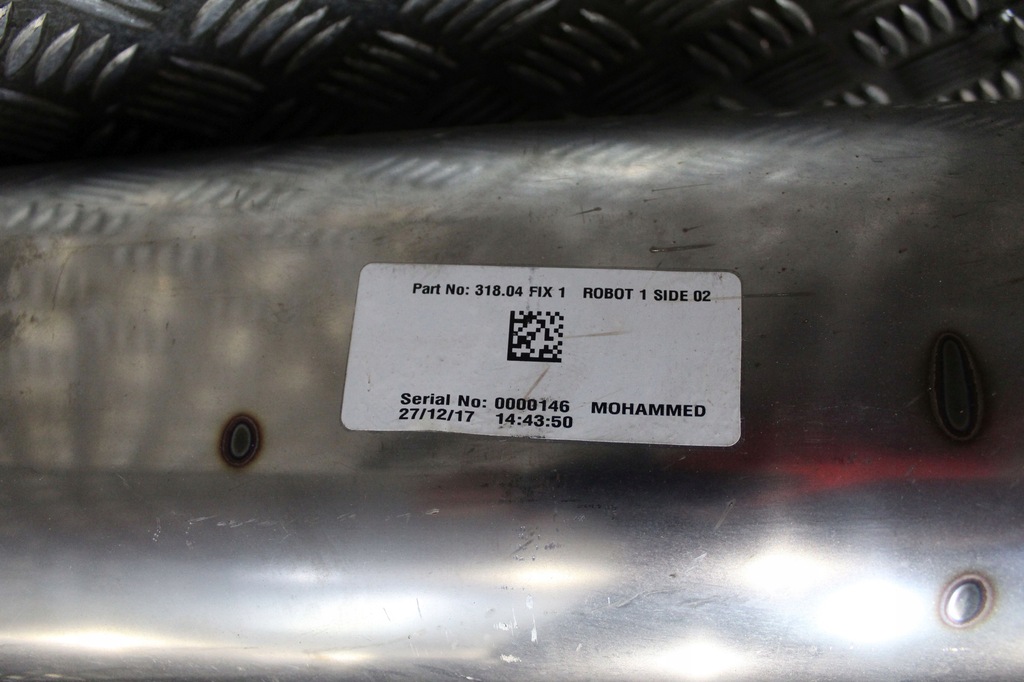 Part No: 318.04 FIX 1 ROBOT 1 SIDE 02
Serial No: 0000146 MOHAMMED
27/12/17 14:43:50